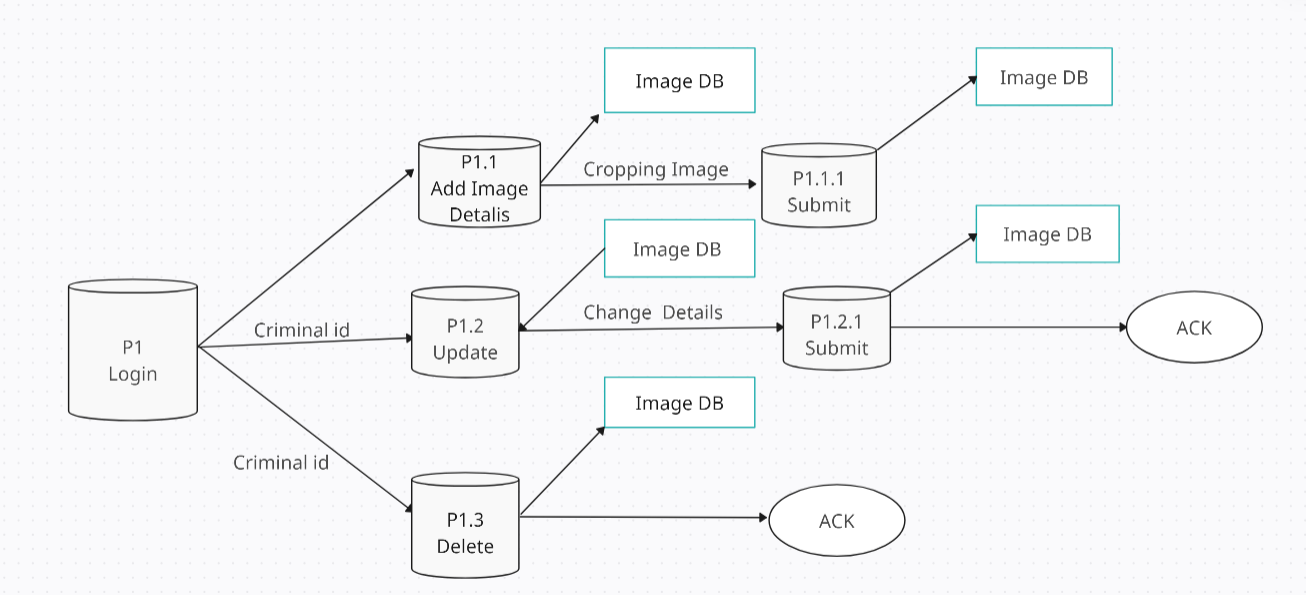 Image DB
Image DB
P1.1
Add Image
Detalis
Cropping Image
P1.1.1
Submit
Image DB
Image DB
Criminal id
P1.2
Update
Change Details
P1.2.1
Submit
ACK
P1
Login
Image DB
Criminal id
P1.3
Delete
ACK